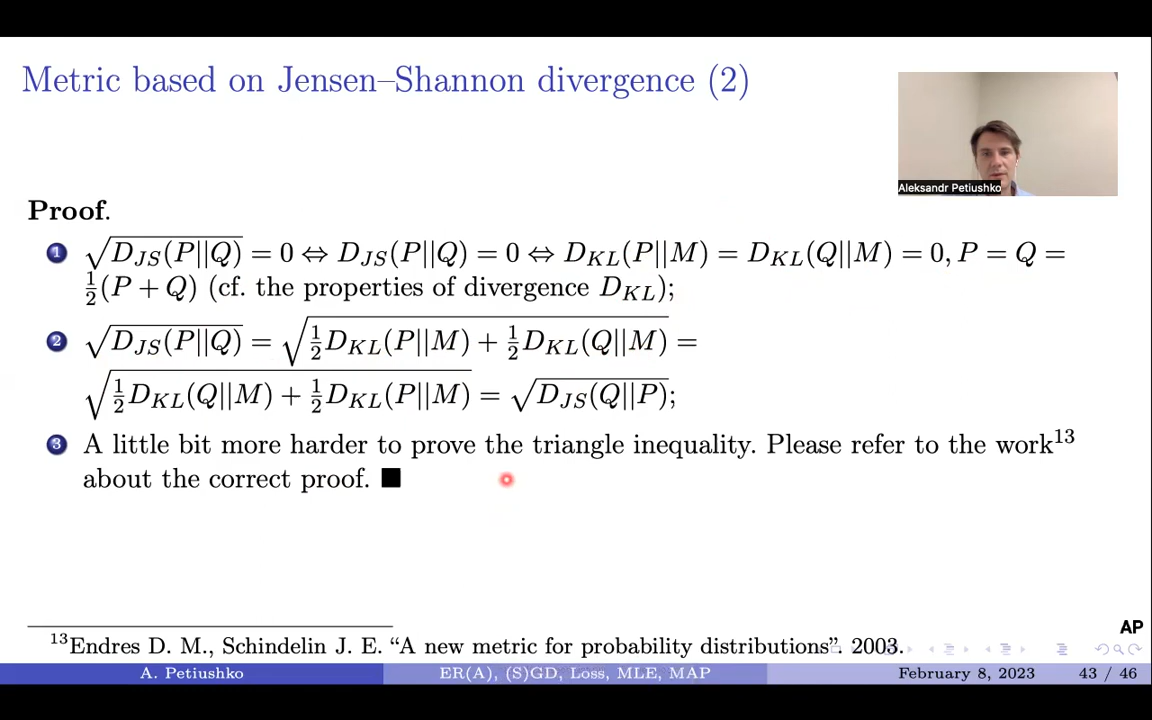 Metric based on Jensen–Shannon divergence (2)
Aleksandr Petiushko
Proof.
1 √D_JS(P||Q) = 0 ⇔ D_JS(P||Q) = 0 ⇔ D_KL(P||M) = D_KL(Q||M) = 0, P = Q =
½(P + Q) (cf. the properties of divergence D_KL);
2 √D_JS(P||Q) = √½D_KL(P||M) + ½D_KL(Q||M) =
√½D_KL(Q||M) + ½D_KL(P||M) = √D_JS(Q||P);
3 A little bit more harder to prove the triangle inequality. Please refer to the work¹³
about the correct proof. ■
¹³Endres D. M., Schindelin J. E. “A new metric for probability distributions”. 2003.
AP
A. Petiushko ER(A), (S)GD, Loss, MLE, MAP February 8, 2023 43 / 46